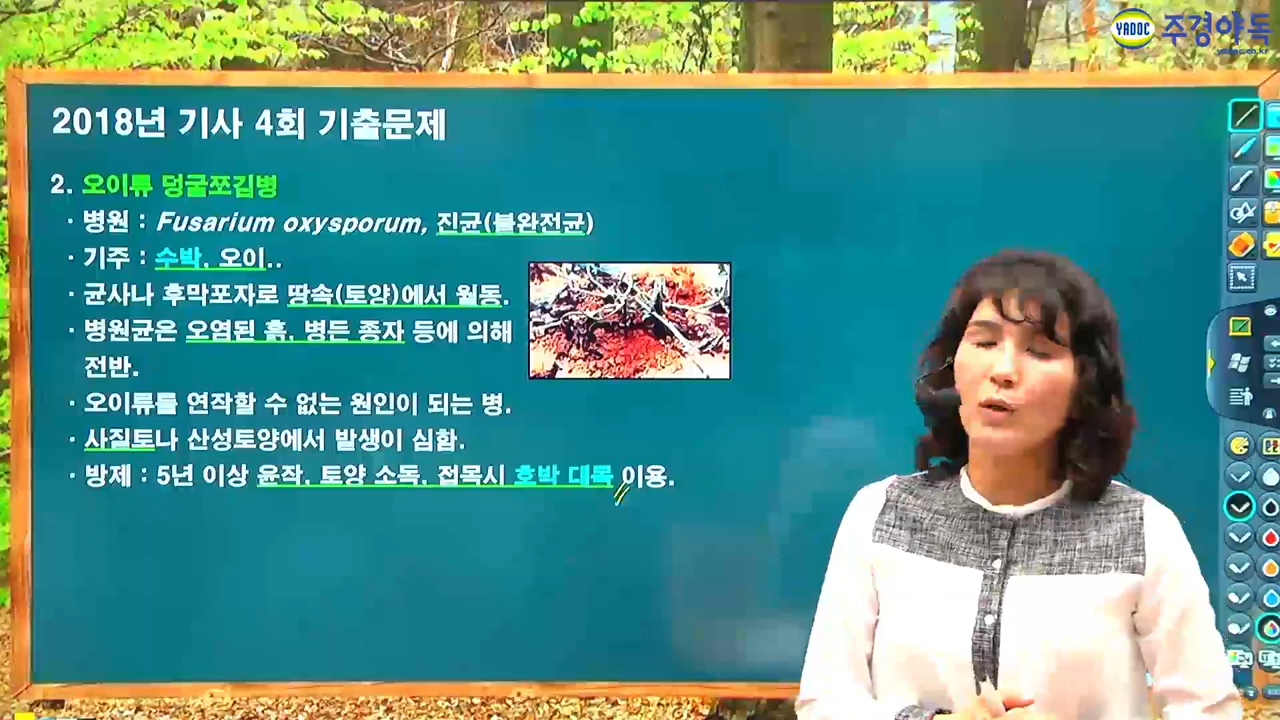 YADOC 주경야독
yadoc.co.kr
2018년 기사 4회 기출문제
2. 오이류 덩굴쪼김병
· 병원 : Fusarium oxysporum, 진균(불완전균)
· 기주 : 수박, 오이..
· 균사나 후막포자로 땅속(토양)에서 월동.
· 병원균은 오염된 흙, 병든 종자 등에 의해
전반.
· 오이류를 연작할 수 없는 원인이 되는 병.
· 사질토나 산성토양에서 발생이 심함.
· 방제 : 5년 이상 윤작, 토양 소독, 접목시 호박 대목 이용.